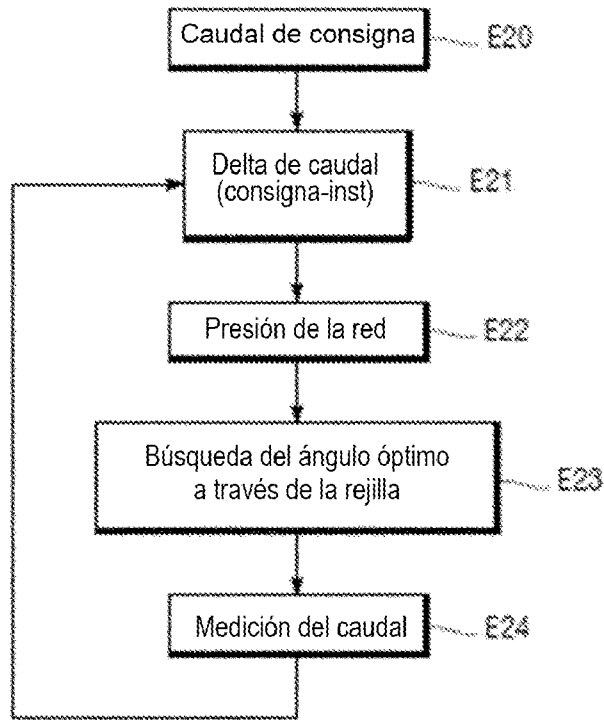 Caudal de consigna
E20
Delta de caudal
(consigna-inst)
E21
Presión de la red
E22
Búsqueda del ángulo óptimo
a través de la rejilla
E23
Medición del caudal
E24